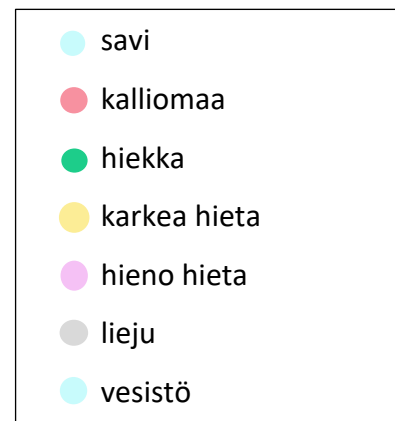 savi
kalliomaa
hiekka
karkea hieta
hieno hieta
lieju
vesistö